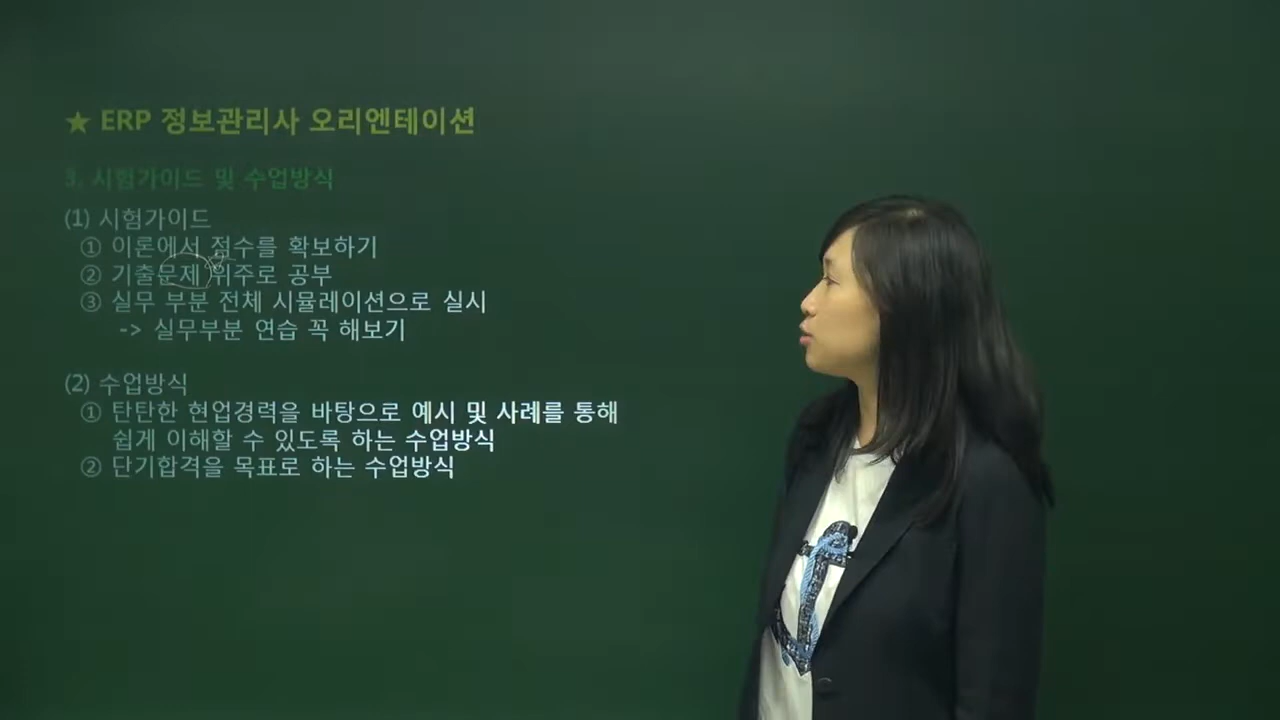 ★ ERP 정보관리사 오리엔테이션
3. 시험가이드 및 수업방식
(1) 시험가이드
① 이론에서 점수를 확보하기
② 기출문제 위주로 공부
③ 실무 부분 전체 시뮬레이션으로 실시
-> 실무부분 연습 꼭 해보기
(2) 수업방식
① 탄탄한 현업경력을 바탕으로 예시 및 사례를 통해
쉽게 이해할 수 있도록 하는 수업방식
② 단기합격을 목표로 하는 수업방식